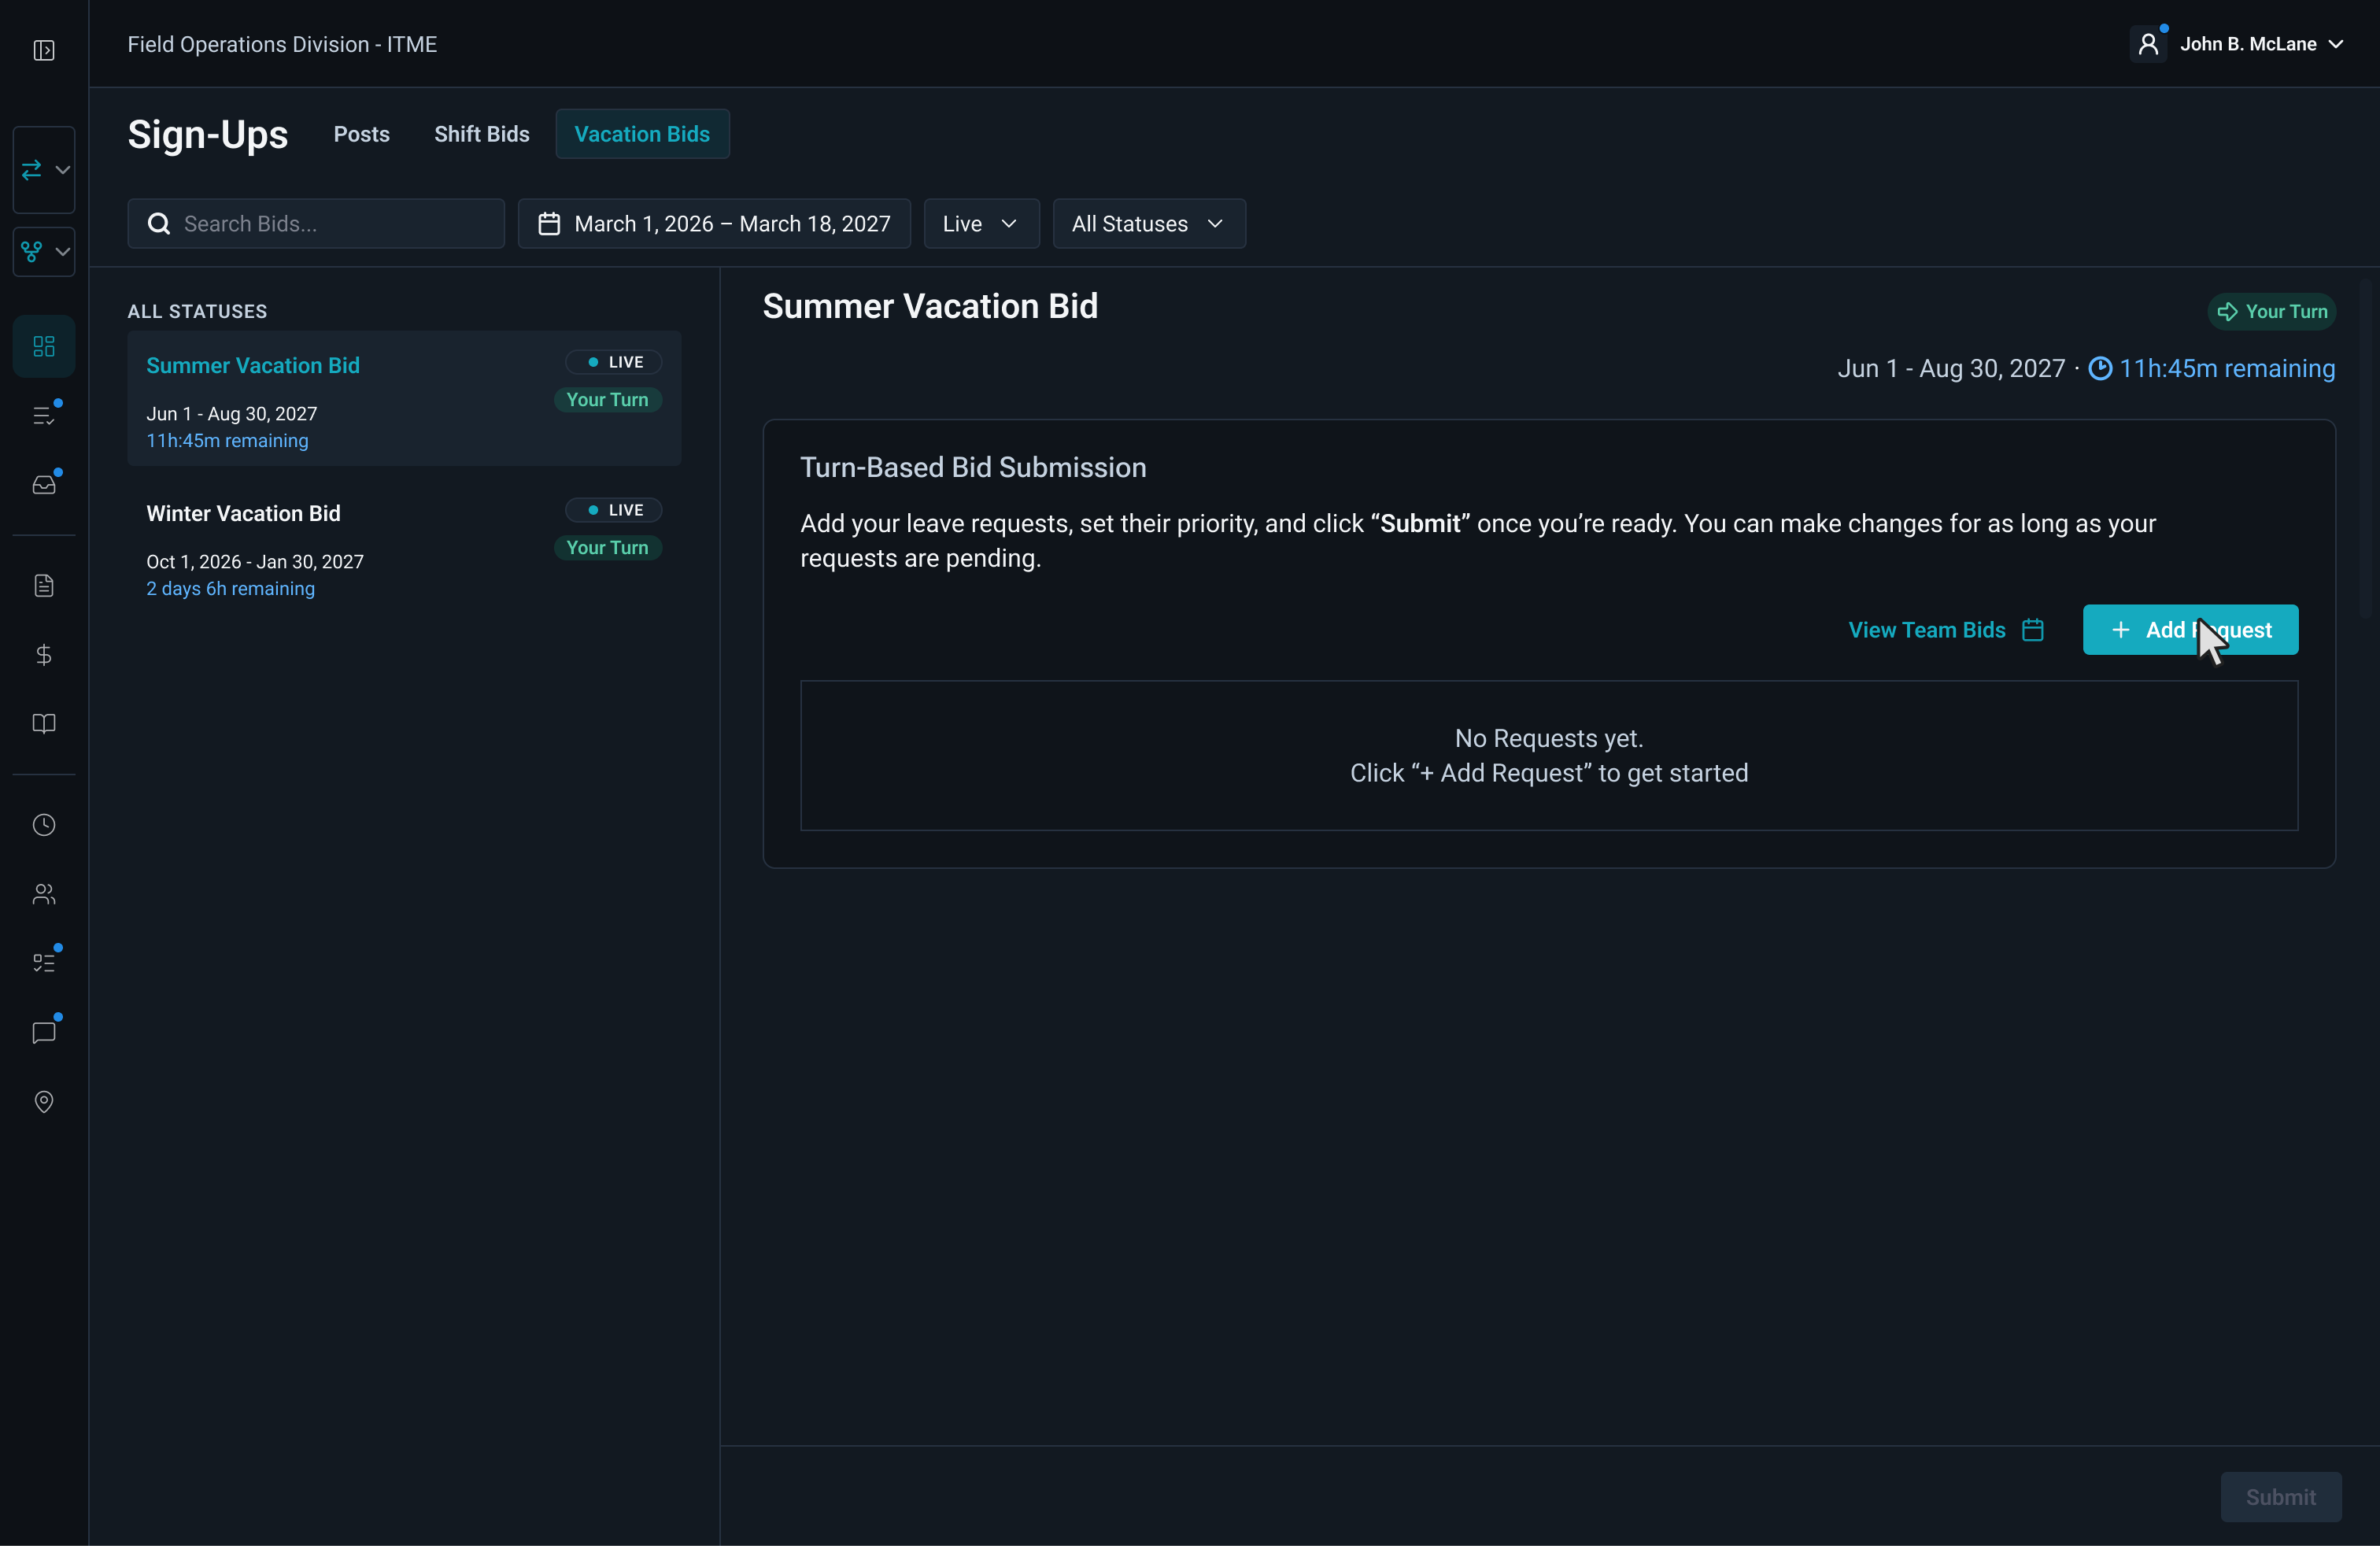 Field Operations Division - ITME
John B. McLane
Sign-Ups
Posts
Shift Bids
Vacation Bids
Search Bids...
March 1, 2026 – March 18, 2027
Live
All Statuses
ALL STATUSES
Summer Vacation Bid
LIVE
Your Turn
Jun 1 - Aug 30, 2027
11h:45m remaining
Winter Vacation Bid
LIVE
Your Turn
Oct 1, 2026 - Jan 30, 2027
2 days 6h remaining
Summer Vacation Bid
Your Turn
Jun 1 - Aug 30, 2027 · 11h:45m remaining
Turn-Based Bid Submission
Add your leave requests, set their priority, and click “Submit” once you’re ready. You can make changes for as long as your
requests are pending.
View Team Bids
+ Add Request
No Requests yet.
Click “+ Add Request” to get started
Submit